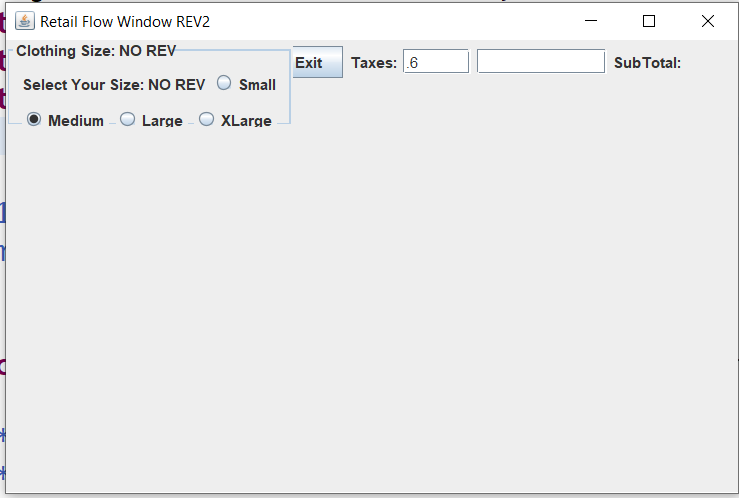 Retail Flow Window REV2
Clothing Size: NO REV
Select Your Size: NO REV Small
Medium Large XLarge
Exit Taxes: .6 SubTotal: